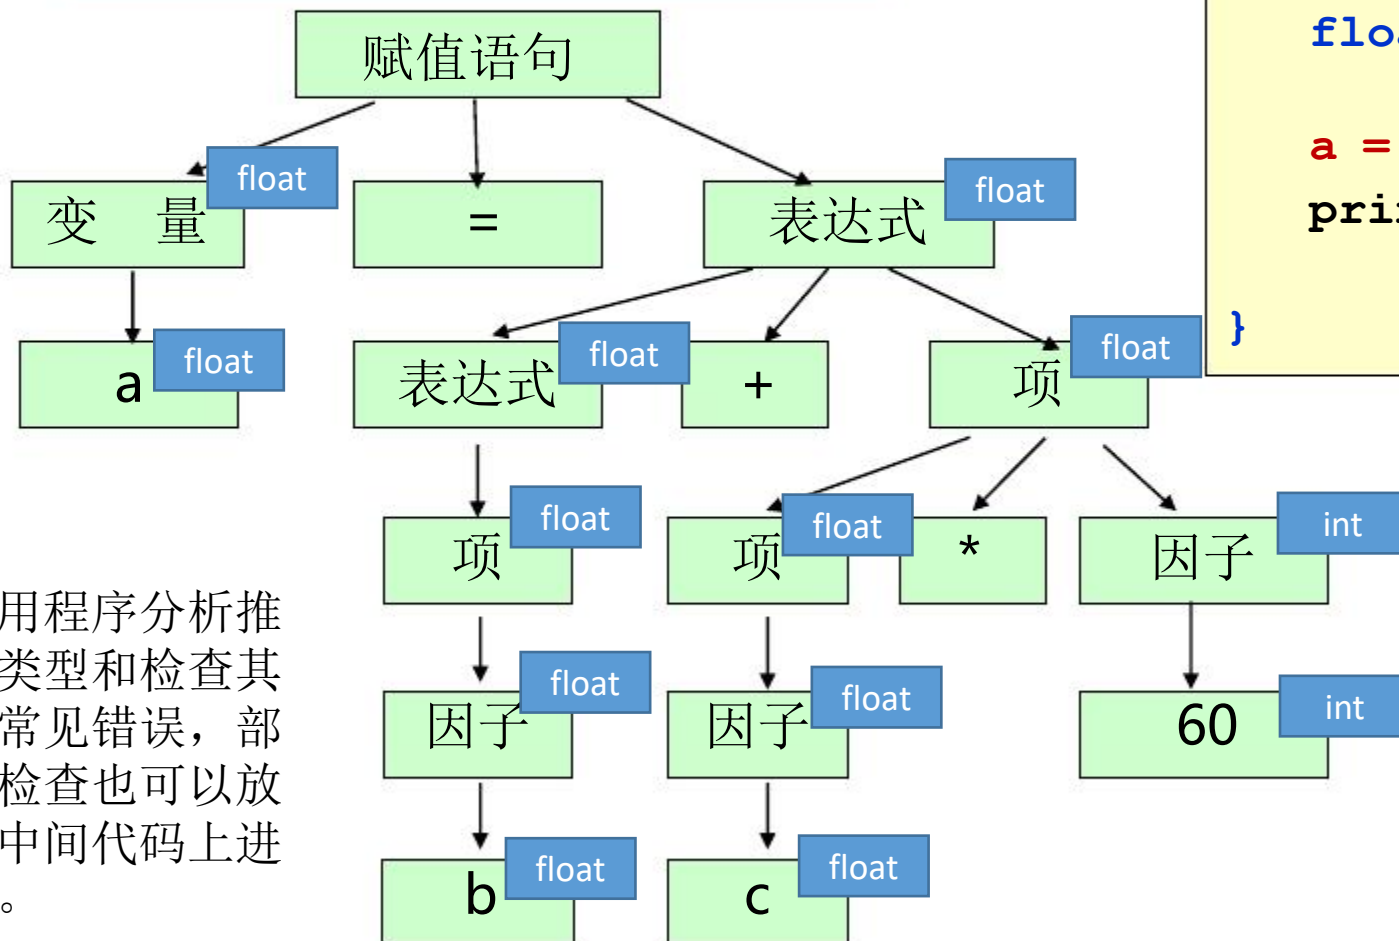 赋值语句
变 量
float
=
表达式
float
a
float
表达式
float
+
项
float
项
float
项
float
*
因子
int
因子
float
因子
float
60
int
b
float
c
float
a =
}
用程序分析推
类型和检查其
常见错误，部
检查也可以放
中间代码上进
。